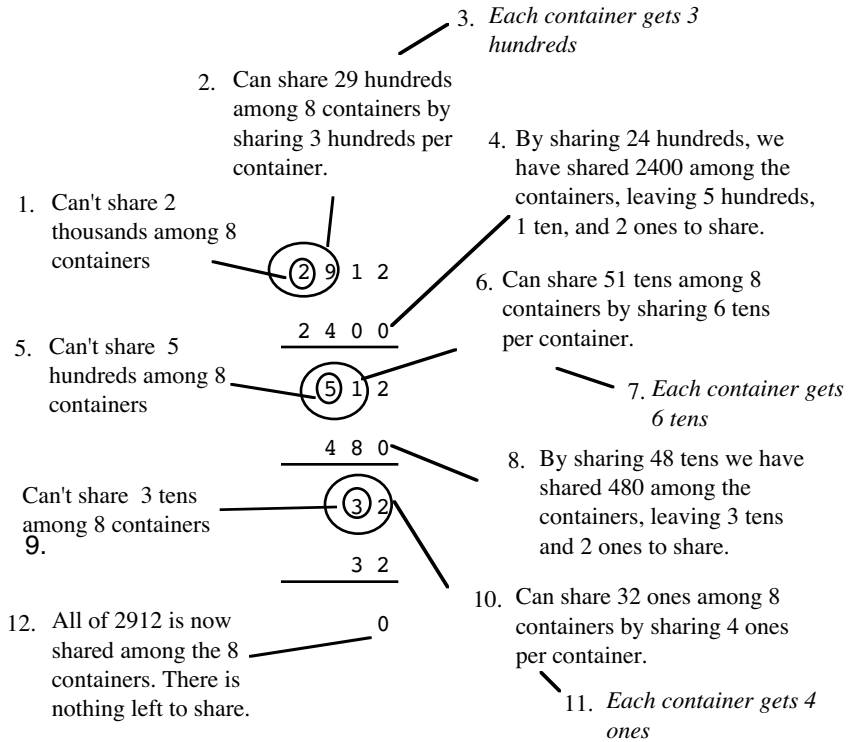 3. Each container gets 3
hundreds
2. Can share 29 hundreds
among 8 containers by
sharing 3 hundreds per
container.
4. By sharing 24 hundreds, we
have shared 2400 among the
containers, leaving 5 hundreds,
1 ten, and 2 ones to share.
1. Can't share 2
thousands among 8
containers
2 9 1 2
6. Can share 51 tens among 8
containers by sharing 6 tens
per container.
2 4 0 0
5. Can't share 5
hundreds among 8
containers
5 1 2
7. Each container gets
6 tens
4 8 0
8. By sharing 48 tens we have
shared 480 among the
containers, leaving 3 tens
and 2 ones to share.
Can't share 3 tens
among 8 containers
9.
3 2
3 2
10. Can share 32 ones among 8
containers by sharing 4 ones
per container.
12. All of 2912 is now
shared among the 8
containers. There is
nothing left to share.
0
11. Each container gets 4
ones